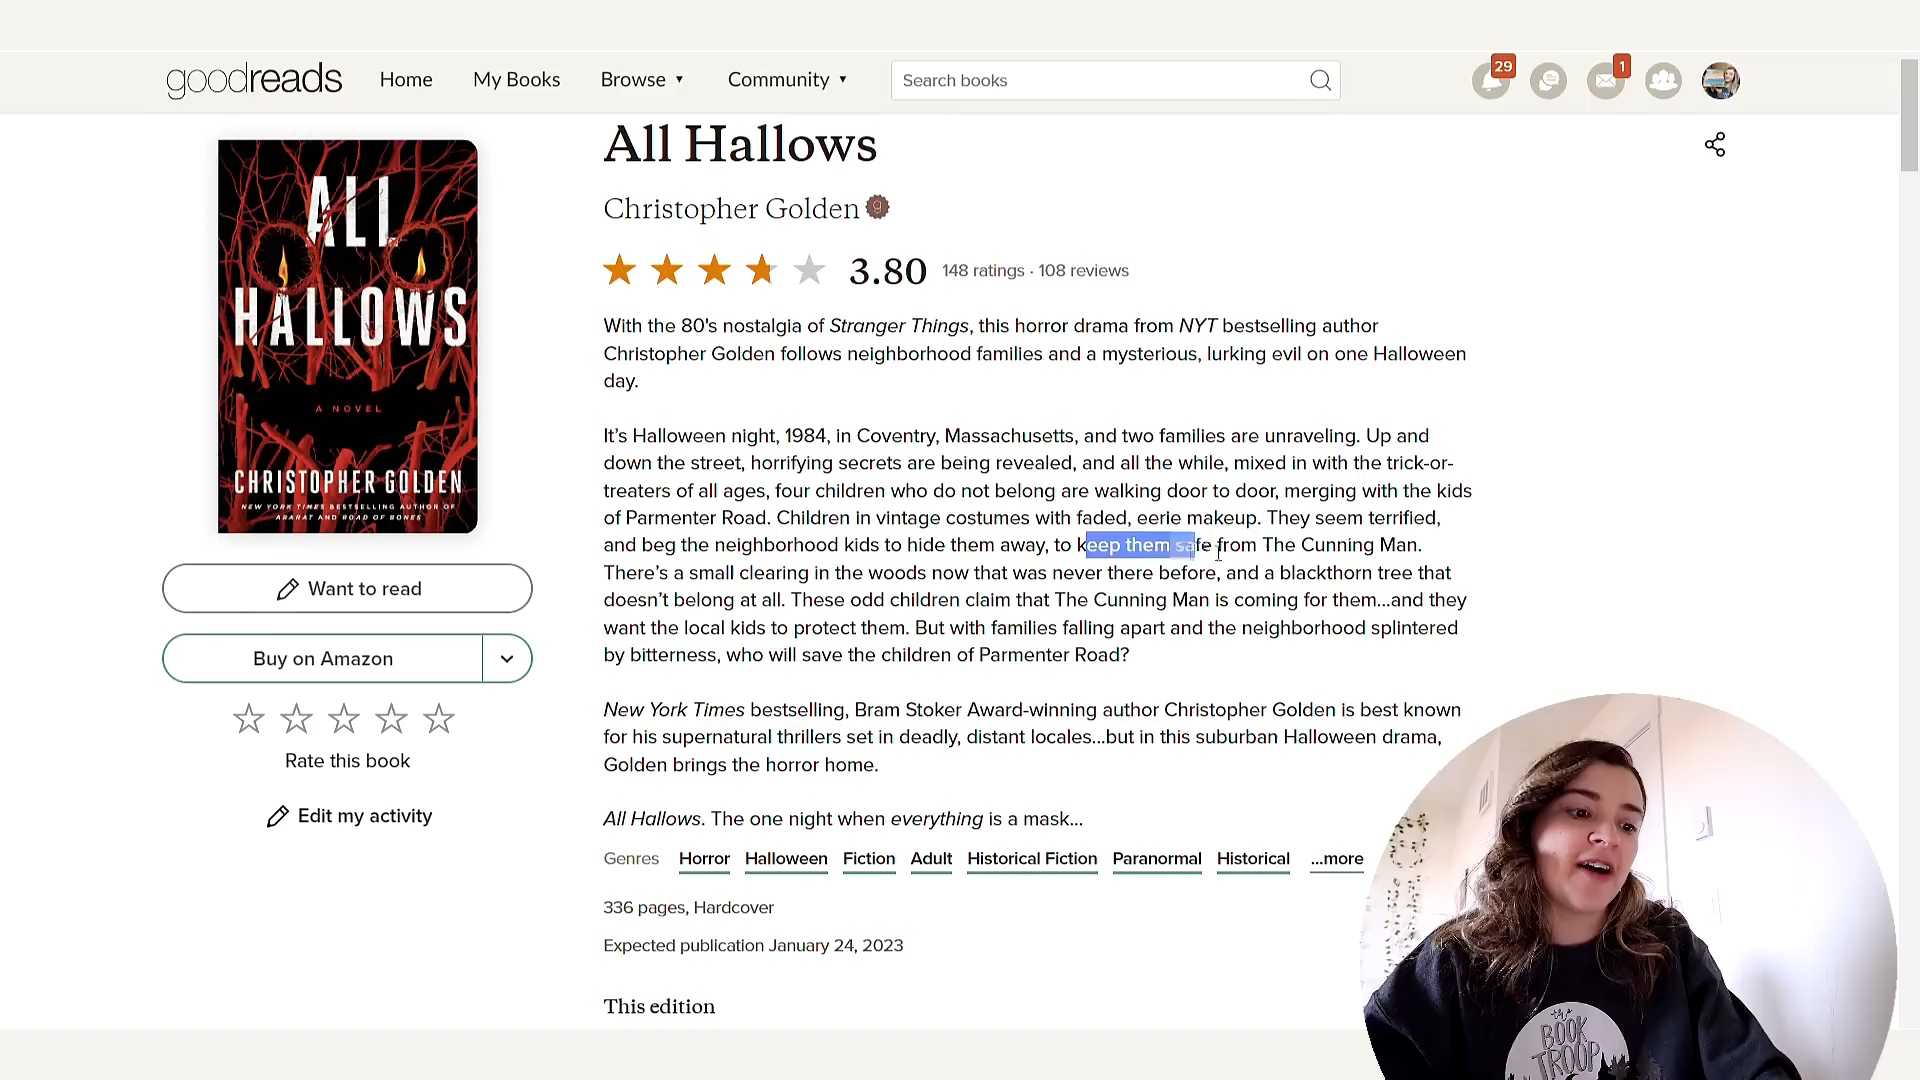 goodreads Home My Books Browse ▼ Community ▼ Search books 29 1
ALL
HALLOWS
A NOVEL
CHRISTOPHER GOLDEN
NEW YORK TIMES BESTSELLING AUTHOR OF
ARARAT AND ROAD OF BONES
Want to read
Buy on Amazon
Rate this book
Edit my activity
All Hallows
Christopher Golden g
3.80 148 ratings · 108 reviews
With the 80's nostalgia of Stranger Things, this horror drama from NYT bestselling author
Christopher Golden follows neighborhood families and a mysterious, lurking evil on one Halloween
day.
It’s Halloween night, 1984, in Coventry, Massachusetts, and two families are unraveling. Up and
down the street, horrifying secrets are being revealed, and all the while, mixed in with the trick-or-
treaters of all ages, four children who do not belong are walking door to door, merging with the kids
of Parmenter Road. Children in vintage costumes with faded, eerie makeup. They seem terrified,
and beg the neighborhood kids to hide them away, to keep them safe from The Cunning Man.
There’s a small clearing in the woods now that was never there before, and a blackthorn tree that
doesn’t belong at all. These odd children claim that The Cunning Man is coming for them...and they
want the local kids to protect them. But with families falling apart and the neighborhood splintered
by bitterness, who will save the children of Parmenter Road?
New York Times bestselling, Bram Stoker Award-winning author Christopher Golden is best known
for his supernatural thrillers set in deadly, distant locales...but in this suburban Halloween drama,
Golden brings the horror home.
All Hallows. The one night when everything is a mask...
Genres Horror Halloween Fiction Adult Historical Fiction Paranormal Historical ...more
336 pages, Hardcover
Expected publication January 24, 2023
This edition
the
BOOK
TROOP